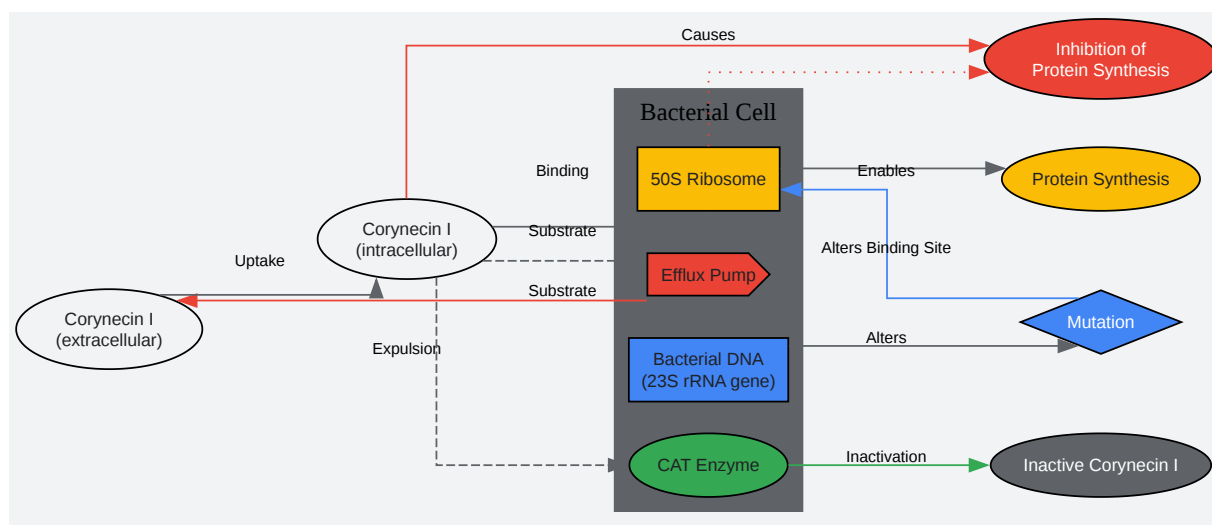 Causes
Inhibition of
Protein Synthesis
Bacterial Cell
Binding
50S Ribosome
Enables
Protein Synthesis
Corynecin I
(intracellular)
Substrate
Alters Binding Site
Uptake
Efflux Pump
Substrate
Corynecin I
(extracellular)
Mutation
Expulsion
Alters
Bacterial DNA
(23S rRNA gene)
CAT Enzyme
Inactivation
Inactive Corynecin I